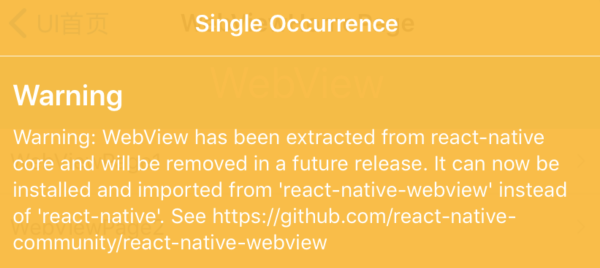 UI首页
Single Occurrence
WebView
Warning
Warning: WebView has been extracted from react-native
core and will be removed in a future release. It can now be
installed and imported from 'react-native-webview' instead
of 'react-native'. See https://github.com/react-native-
community/react-native-webview
WebViewPage2